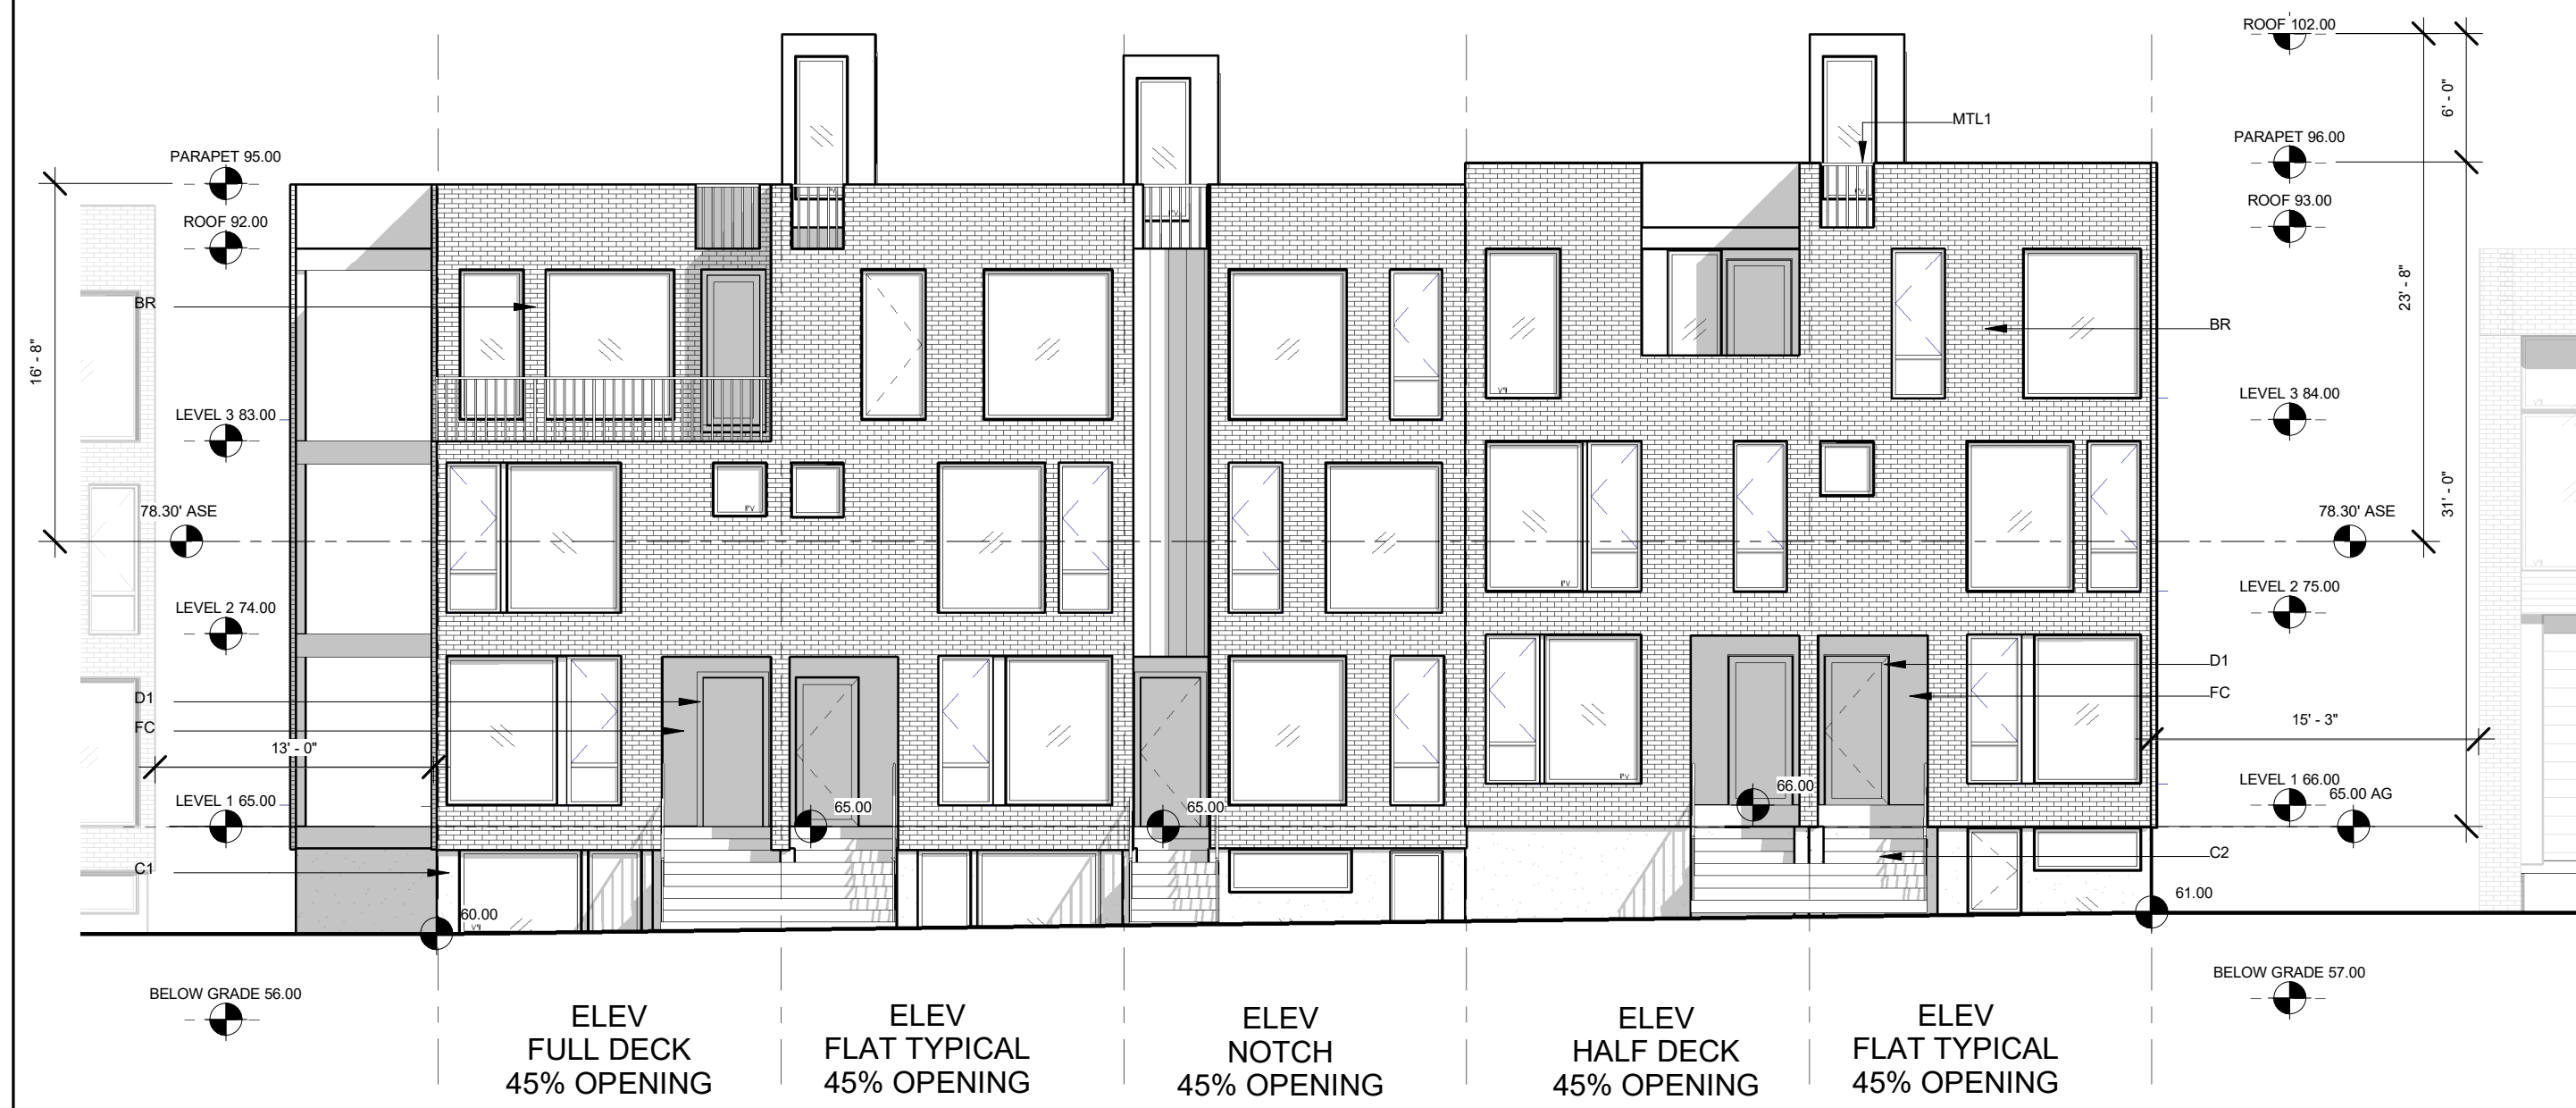 ROOF 102.00
6' - 0"
MTL1
PARAPET 95.00
PARAPET 96.00
ROOF 92.00
ROOF 93.00
23' - 8"
BR
BR
16' - 8"
LEVEL 3 83.00
LEVEL 3 84.00
31' - 0"
78.30' ASE
78.30' ASE
LEVEL 2 74.00
LEVEL 2 75.00
D1
D1
FC
FC
13' - 0"
15' - 3"
LEVEL 1 65.00
65.00
65.00
66.00
LEVEL 1 66.00
65.00 AG
C1
C2
60.00
61.00
BELOW GRADE 56.00
BELOW GRADE 57.00
ELEV
FULL DECK
45% OPENING
ELEV
FLAT TYPICAL
45% OPENING
ELEV
NOTCH
45% OPENING
ELEV
HALF DECK
45% OPENING
ELEV
FLAT TYPICAL
45% OPENING